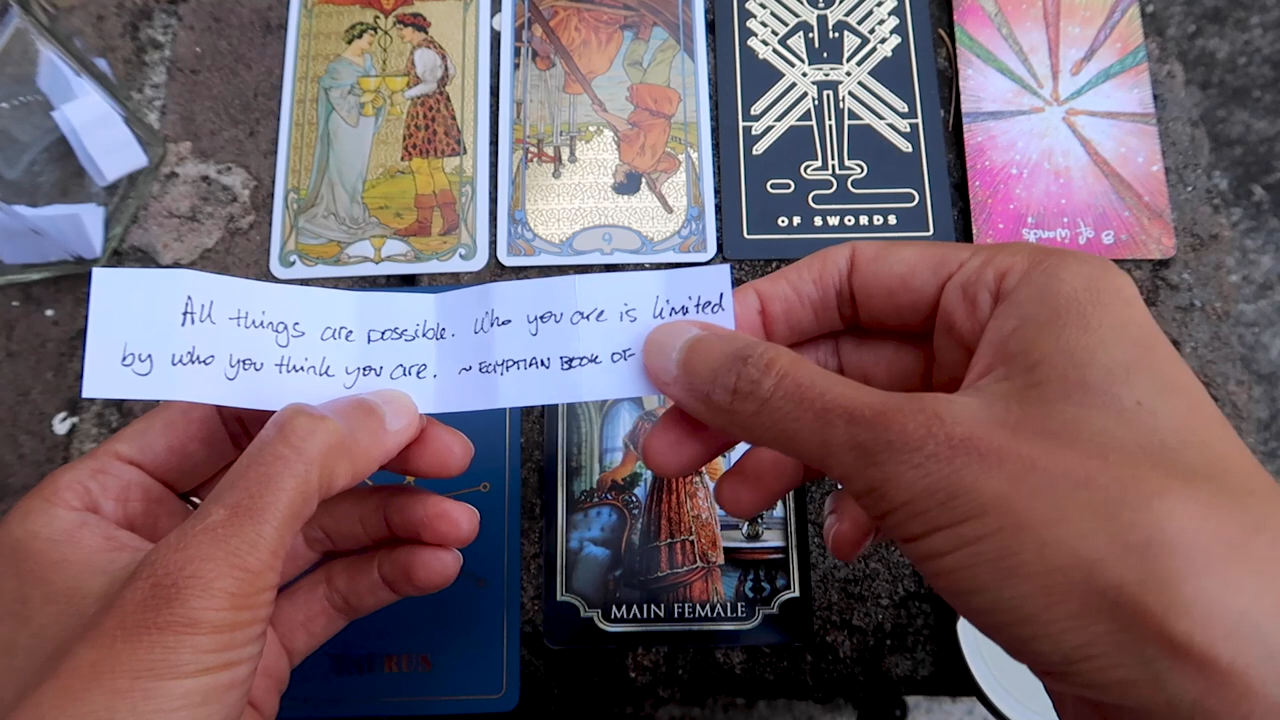 OF SWORDS
8 of Wands
All things are possible. Who you are is limited
by who you think you are. ~ EGYPTIAN BOOK OF
MAIN FEMALE